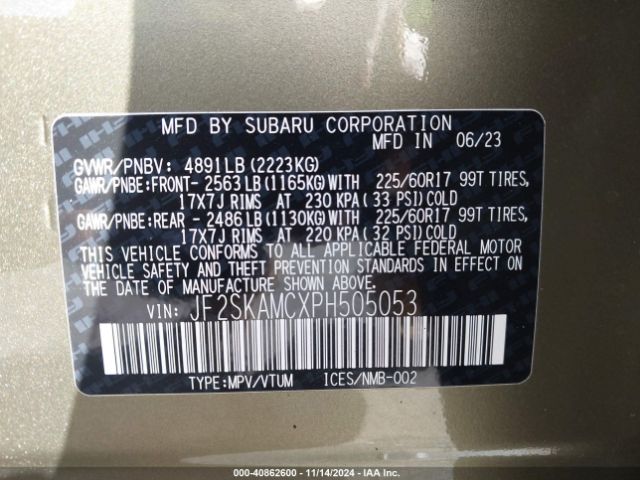 MFD BY SUBARU CORPORATION
MFD IN 06/23
GVWR/PNBV: 4891LB (2223KG)
GAWR/PNBE:FRONT- 2563LB (1165KG) WITH 225/60R17 99T TIRES,
17X7J RIMS AT 230 KPA (33 PSI) COLD
GAWR/PNBE:REAR - 2486LB (1130KG) WITH 225/60R17 99T TIRES,
17X7J RIMS AT 220 KPA (32 PSI) COLD
THIS VEHICLE CONFORMS TO ALL APPLICABLE FEDERAL MOTOR
VEHICLE SAFETY AND THEFT PREVENTION STANDARDS IN EFFECT ON
THE DATE OF MANUFACTURE SHOWN ABOVE.
VIN: JF2SKAMCXPH505053
TYPE:MPV/VTUM ICES/NMB-002
000-40862600 - 11/14/2024 - IAA Inc.